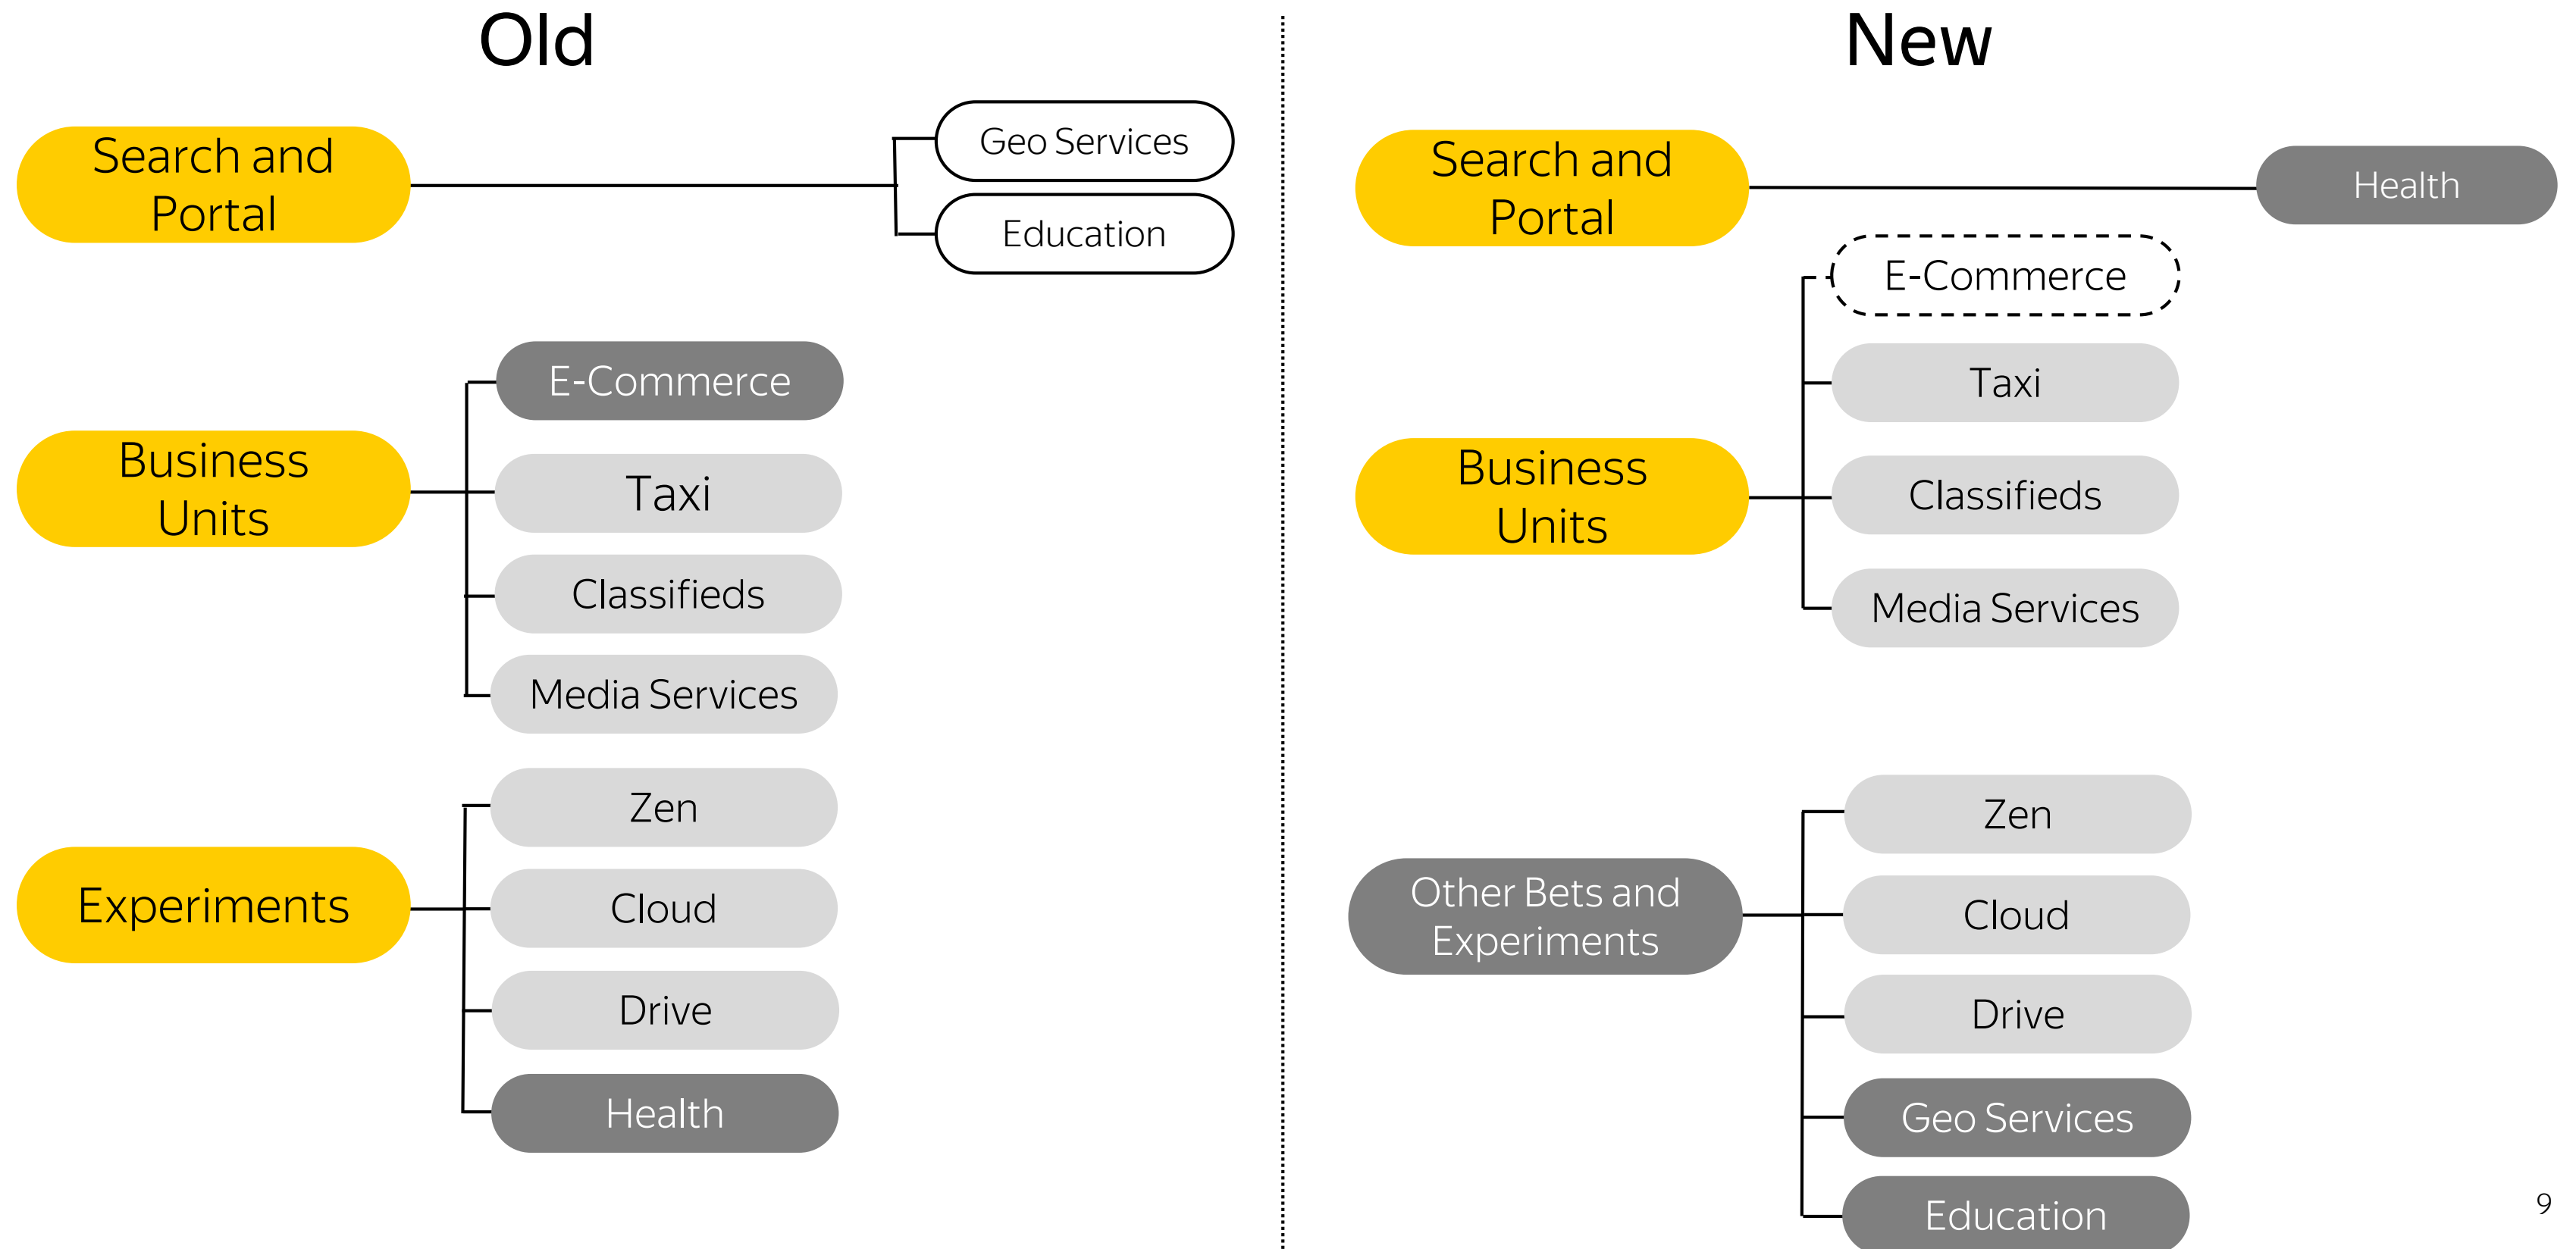 Old
Search and
Portal
Geo Services
Education
E-Commerce
Business
Units
Taxi
Classifieds
Media Services
Experiments
Zen
Cloud
Drive
Health
New
Search and
Portal
Health
E-Commerce
Business
Units
Taxi
Classifieds
Media Services
Other Bets and
Experiments
Zen
Cloud
Drive
Geo Services
Education
9